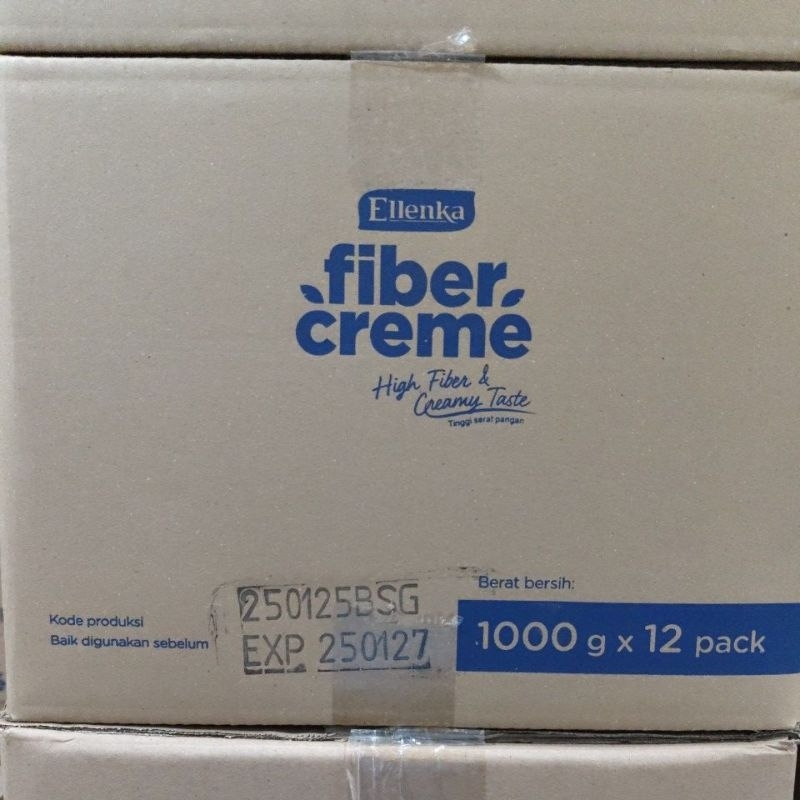 Ellenka
fiber
creme
High Fiber &
Creamy Taste
Tinggi serat pangan
Kode produksi
250125BSG
Baik digunakan sebelum
EXP 250127
Berat bersih:
1000 g x 12 pack